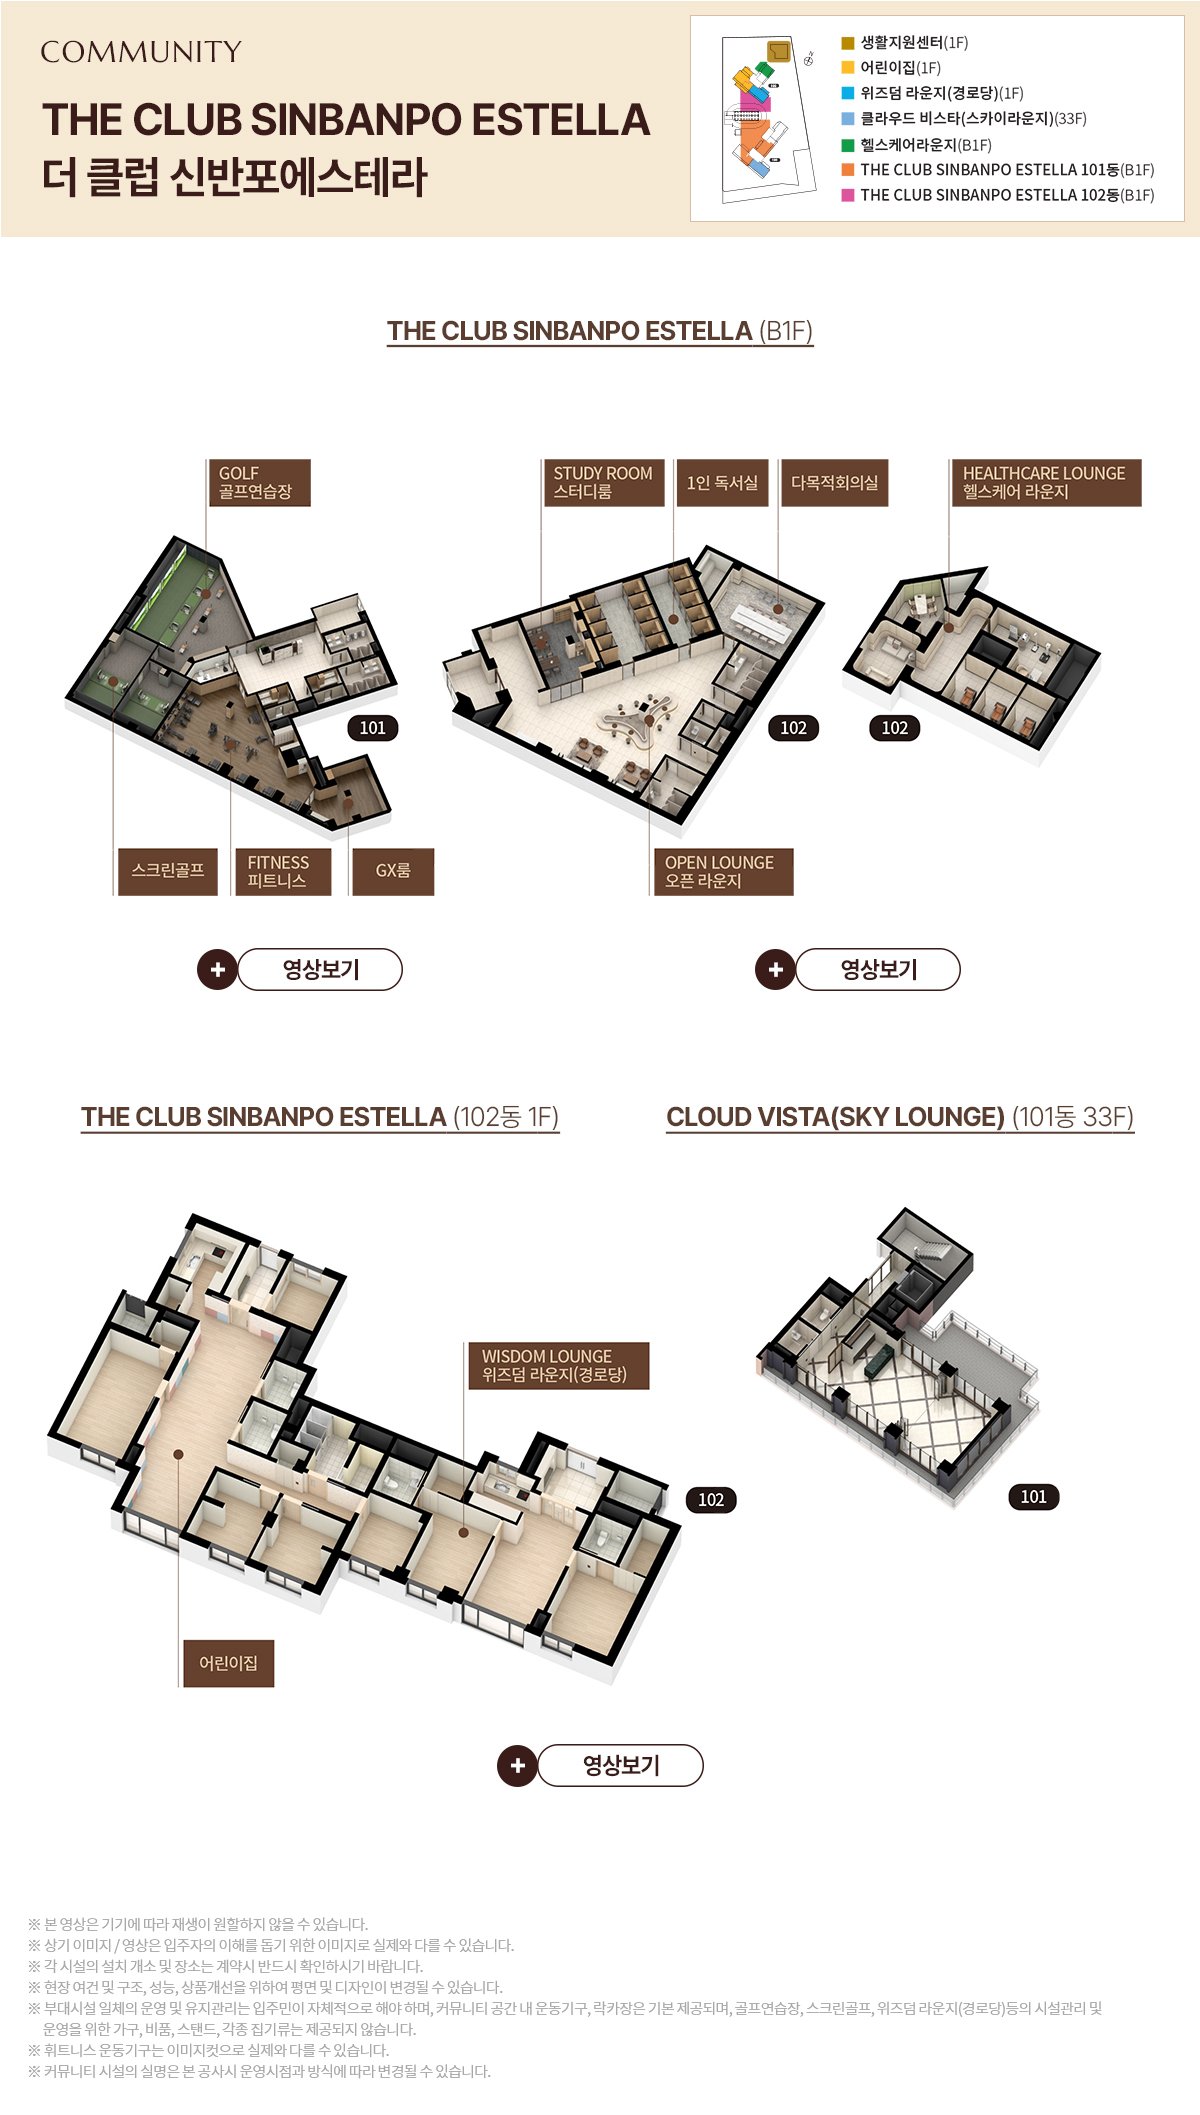 COMMUNITY
THE CLUB SINBANPO ESTELLA
더 클럽 신반포에스테라
생활지원센터(1F)
어린이집(1F)
위즈덤 라운지(경로당)(1F)
클라우드 비스타(스카이라운지)(33F)
헬스케어라운지(B1F)
THE CLUB SINBANPO ESTELLA 101동(B1F)
THE CLUB SINBANPO ESTELLA 102동(B1F)
THE CLUB SINBANPO ESTELLA (B1F)
GOLF
골프연습장
STUDY ROOM
스터디룸
1인 독서실
다목적회의실
HEALTHCARE LOUNGE
헬스케어 라운지
101
102
102
스크린골프
FITNESS
피트니스
GX룸
OPEN LOUNGE
오픈 라운지
영상보기
영상보기
THE CLUB SINBANPO ESTELLA (102동 1F)
CLOUD VISTA(SKY LOUNGE) (101동 33F)
WISDOM LOUNGE
위즈덤 라운지(경로당)
102
101
어린이집
영상보기
※ 본 영상은 기기에 따라 재생이 원할하지 않을 수 있습니다.
※ 상기 이미지 / 영상은 입주자의 이해를 돕기 위한 이미지로 실제와 다를 수 있습니다.
※ 각 시설의 설치 개소 및 장소는 계약시 반드시 확인하시기 바랍니다.
※ 현장 여건 및 구조, 성능, 상품개선을 위하여 평면 및 디자인이 변경될 수 있습니다.
※ 부대시설 일체의 운영 및 유지관리는 입주민이 자체적으로 해야 하며, 커뮤니티 공간 내 운동기구, 락카장은 기본 제공되며, 골프연습장, 스크린골프, 위즈덤 라운지(경로당)등의 시설관리 및
운영을 위한 가구, 비품, 스탠드, 각종 집기류는 제공되지 않습니다.
※ 휘트니스 운동기구는 이미지컷으로 실제와 다를 수 있습니다.
※ 커뮤니티 시설의 실명은 본 공사시 운영시점과 방식에 따라 변경될 수 있습니다.